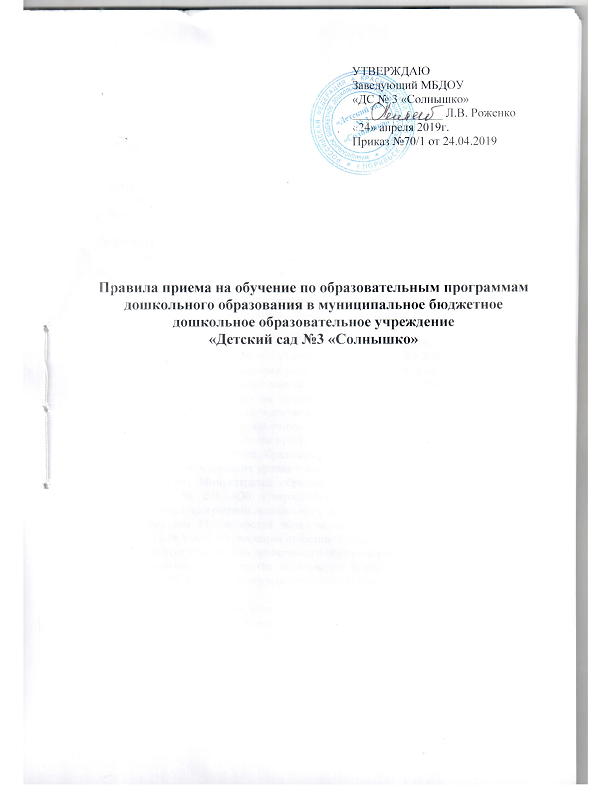 УТВЕРЖДАЮ
Заведующий МБДОУ
«ДС № 3 «Солнышко»
Л.В. Роженко
«24» апреля 2019г.
Приказ №70/1 от 24.04.2019
Правила приема на обучение по образовательным программам
дошкольного образования в муниципальное бюджетное
дошкольное образовательное учреждение
«Детский сад №3 «Солнышко»